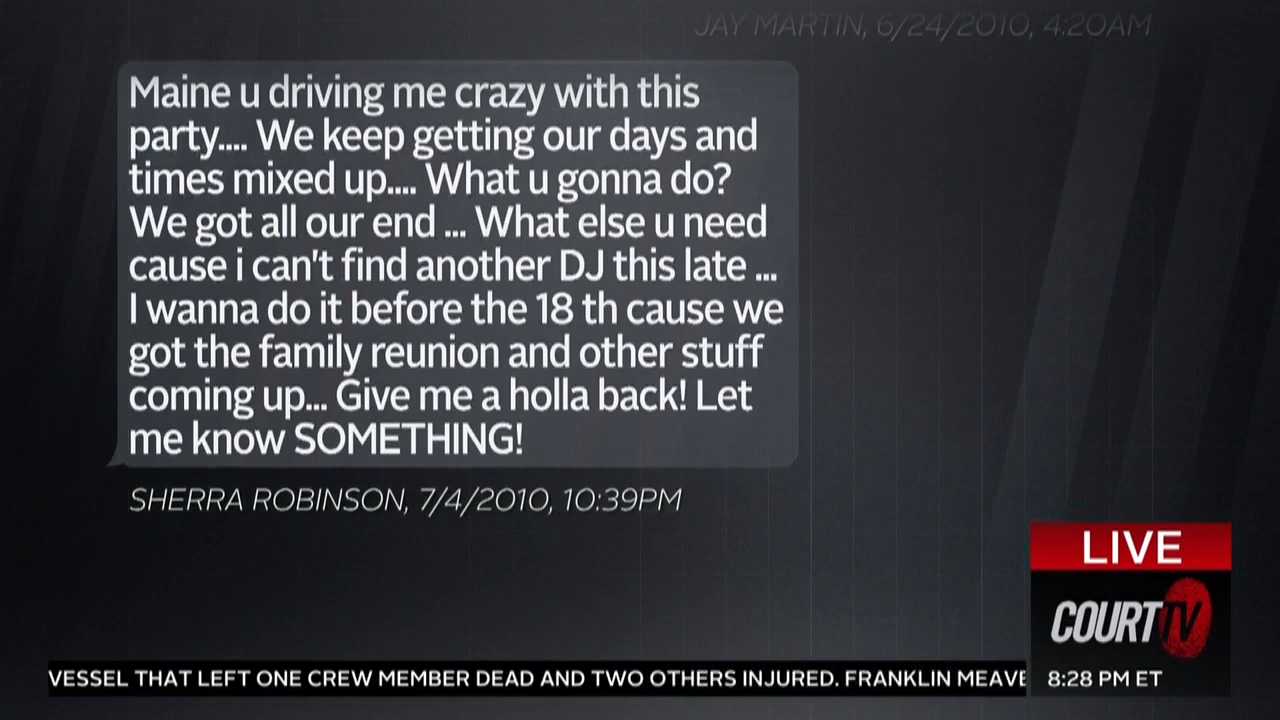 JAY MARTIN, 6/24/2010, 4:20AM
Maine u driving me crazy with this
party.... We keep getting our days and
times mixed up.... What u gonna do?
We got all our end ... What else u need
cause i can't find another DJ this late ...
I wanna do it before the 18 th cause we
got the family reunion and other stuff
coming up... Give me a holla back! Let
me know SOMETHING!
SHERRA ROBINSON, 7/4/2010, 10:39PM
LIVE
COURT TV
VESSEL THAT LEFT ONE CREW MEMBER DEAD AND TWO OTHERS INJURED. FRANKLIN MEAVE
8:28 PM ET